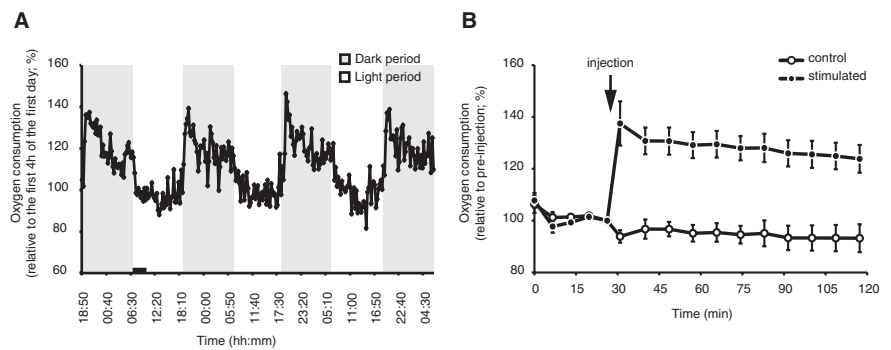 A
Oxygen consumption
(relative to the first 4h of the first day; %)
160
140
120
100
80
60
Dark period
Light period
18:50
00:40
06:30
12:20
18:10
00:00
05:50
11:40
17:30
23:20
05:10
11:00
16:50
22:40
04:30
Time (hh:mm)
B
Oxygen consumption
(relative to pre-injection; %)
160
140
120
100
80
injection
control
stimulated
0
15
30
45
60
75
90
105
120
Time (min)